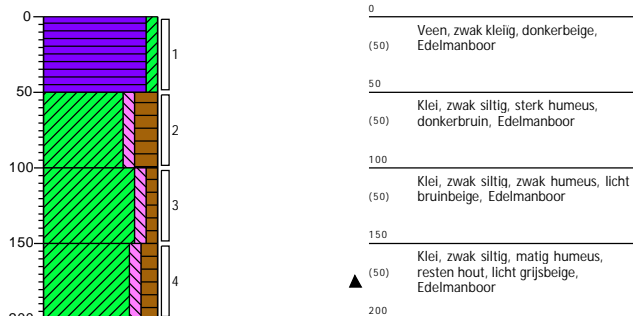 0
50
100
150
200
1
2
3
4
0
Veen, zwak kleiïg, donkerbeige,
(50)
Edelmanboor
50
Klei, zwak siltig, sterk humeus,
(50)
donkerbruin, Edelmanboor
100
Klei, zwak siltig, zwak humeus, licht
(50)
bruinbeige, Edelmanboor
150
Klei, zwak siltig, matig humeus,
(50)
resten hout, licht grijsbeige,
Edelmanboor
200